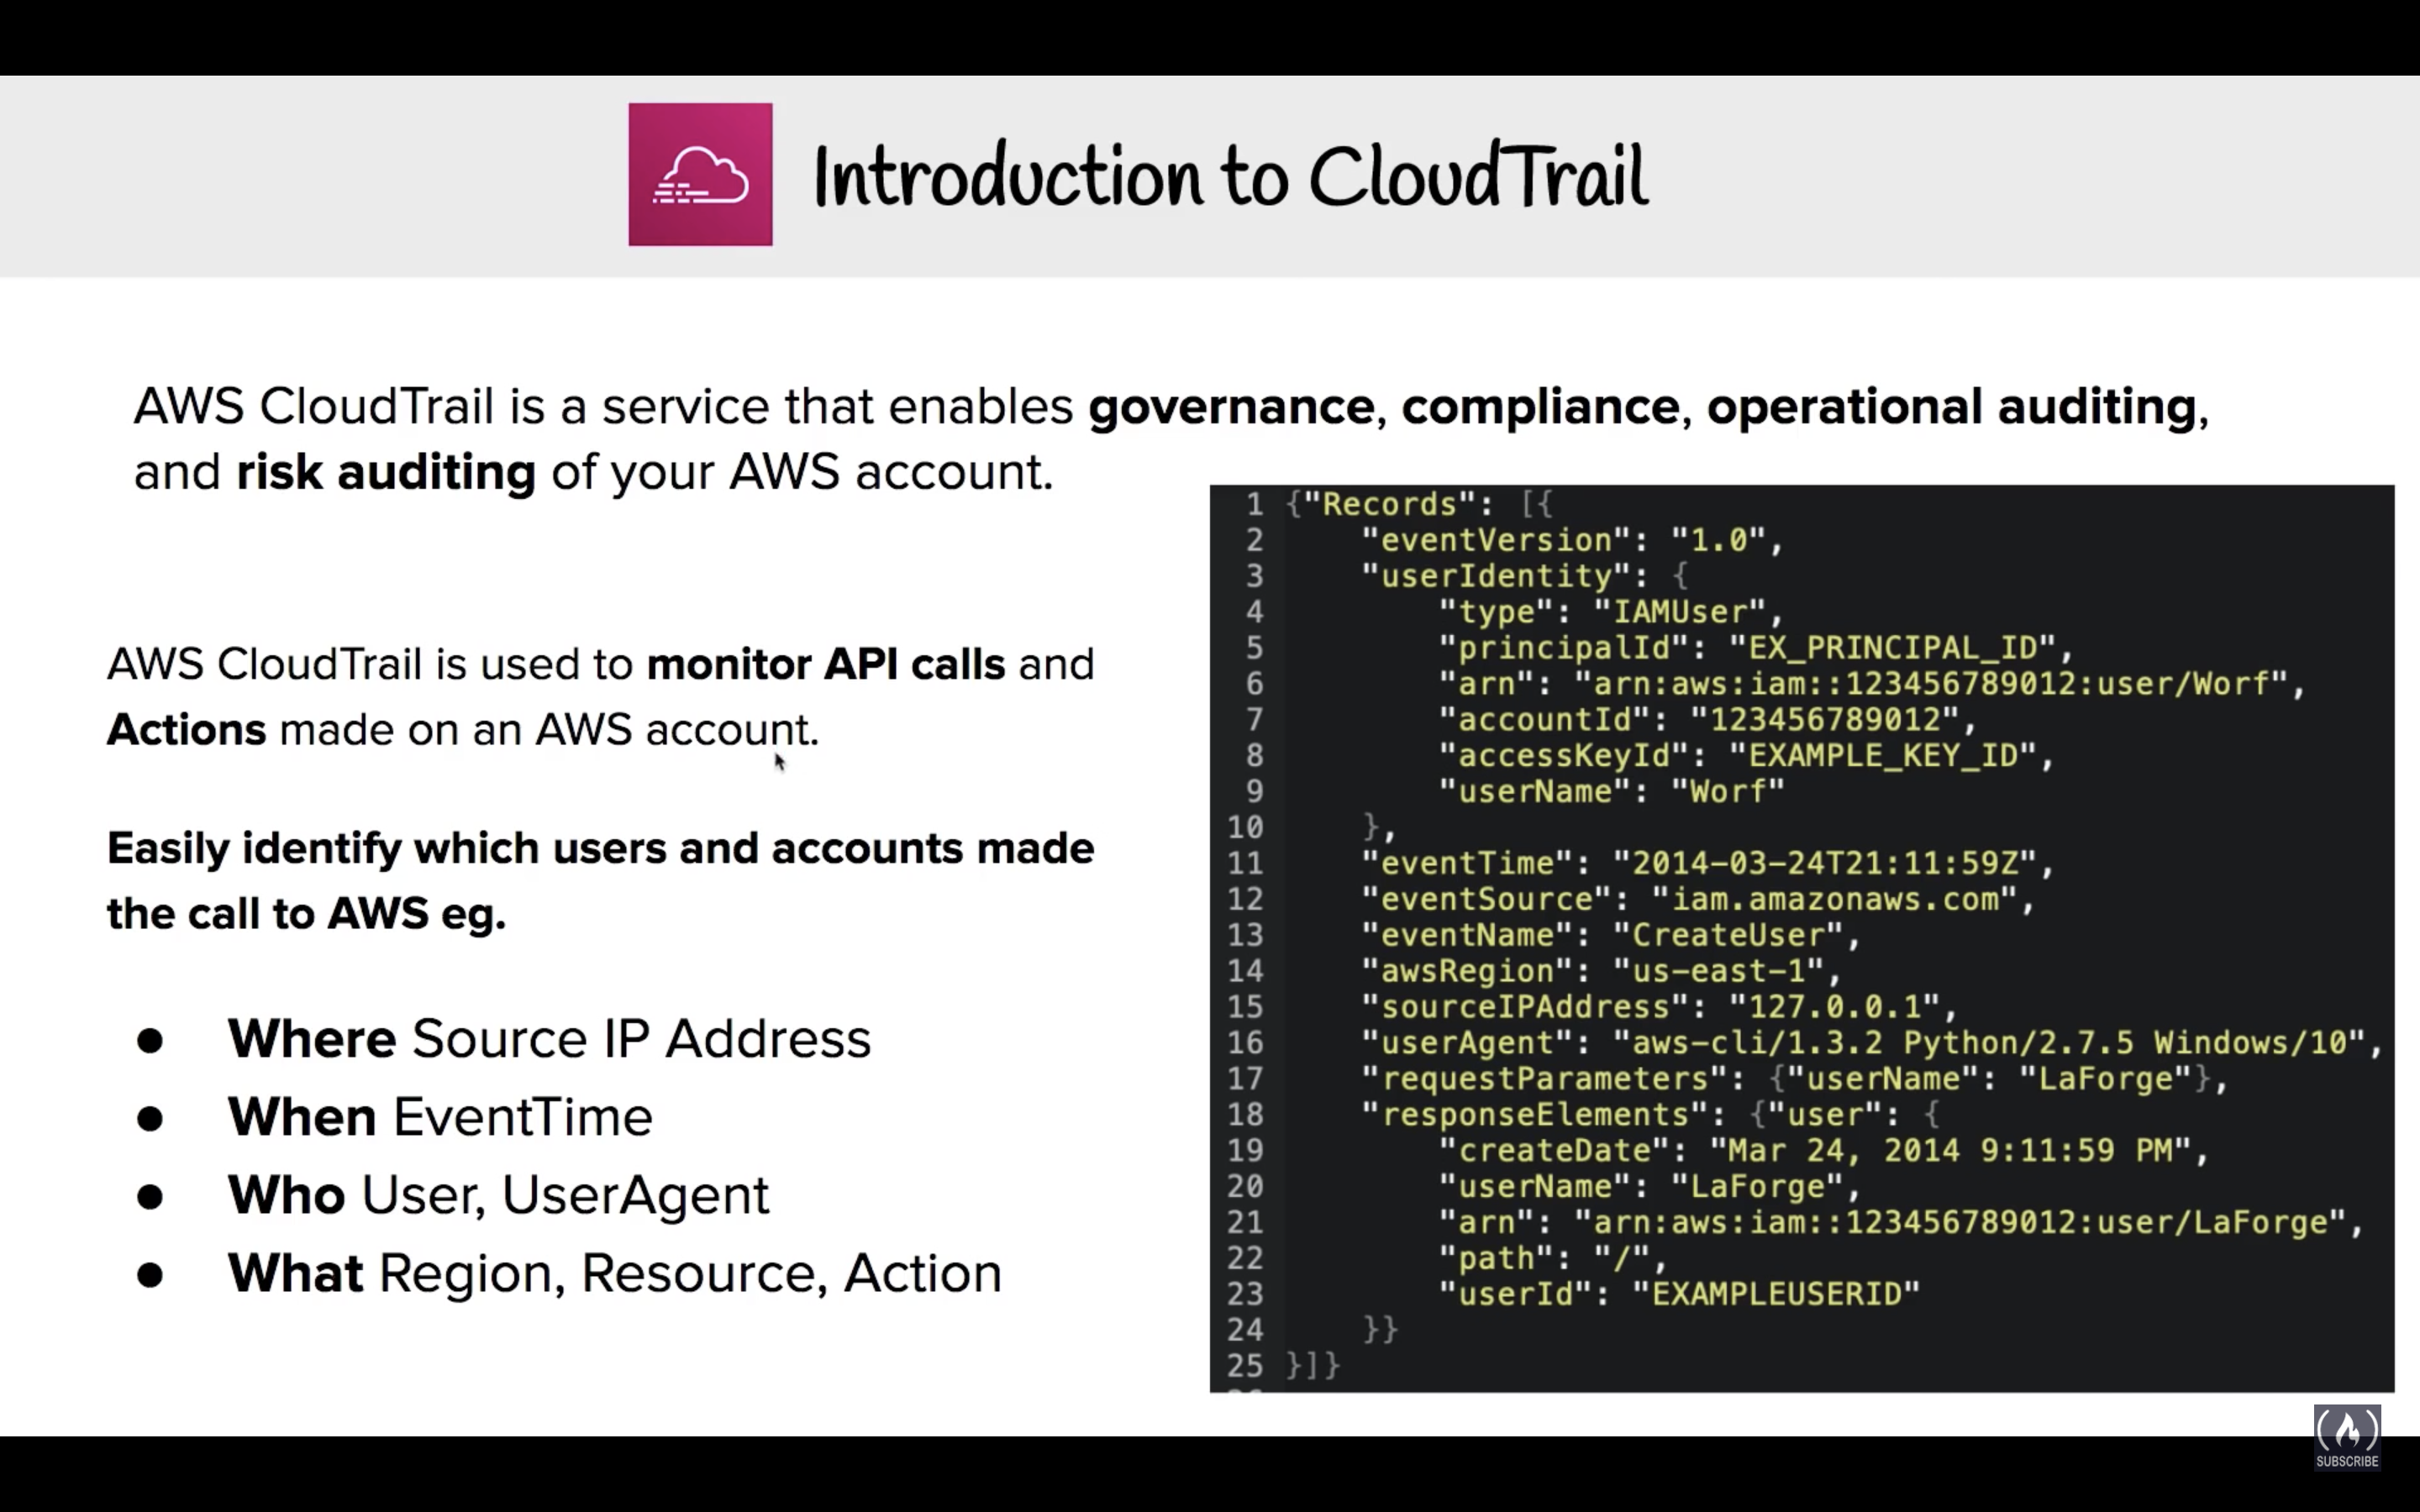 Introduction to CloudTrail
AWS CloudTrail is a service that enables governance, compliance, operational auditing,
and risk auditing of your AWS account.
AWS CloudTrail is used to monitor API calls and
Actions made on an AWS account.
Easily identify which users and accounts made
the call to AWS eg.
● Where Source IP Address
● When EventTime
● Who User, UserAgent
● What Region, Resource, Action
1 {"Records": [{
2 "eventVersion": "1.0",
3 "userIdentity": {
4 "type": "IAMUser",
5 "principalId": "EX_PRINCIPAL_ID",
6 "arn": "arn:aws:iam::123456789012:user/Worf",
7 "accountId": "123456789012",
8 "accessKeyId": "EXAMPLE_KEY_ID",
9 "userName": "Worf"
10 },
11 "eventTime": "2014-03-24T21:11:59Z",
12 "eventSource": "iam.amazonaws.com",
13 "eventName": "CreateUser",
14 "awsRegion": "us-east-1",
15 "sourceIPAddress": "127.0.0.1",
16 "userAgent": "aws-cli/1.3.2 Python/2.7.5 Windows/10",
17 "requestParameters": {"userName": "LaForge"},
18 "responseElements": {"user": {
19 "createDate": "Mar 24, 2014 9:11:59 PM",
20 "userName": "LaForge",
21 "arn": "arn:aws:iam::123456789012:user/LaForge",
22 "path": "/",
23 "userId": "EXAMPLEUSERID"
24 }}
25 }]}
SUBSCRIBE